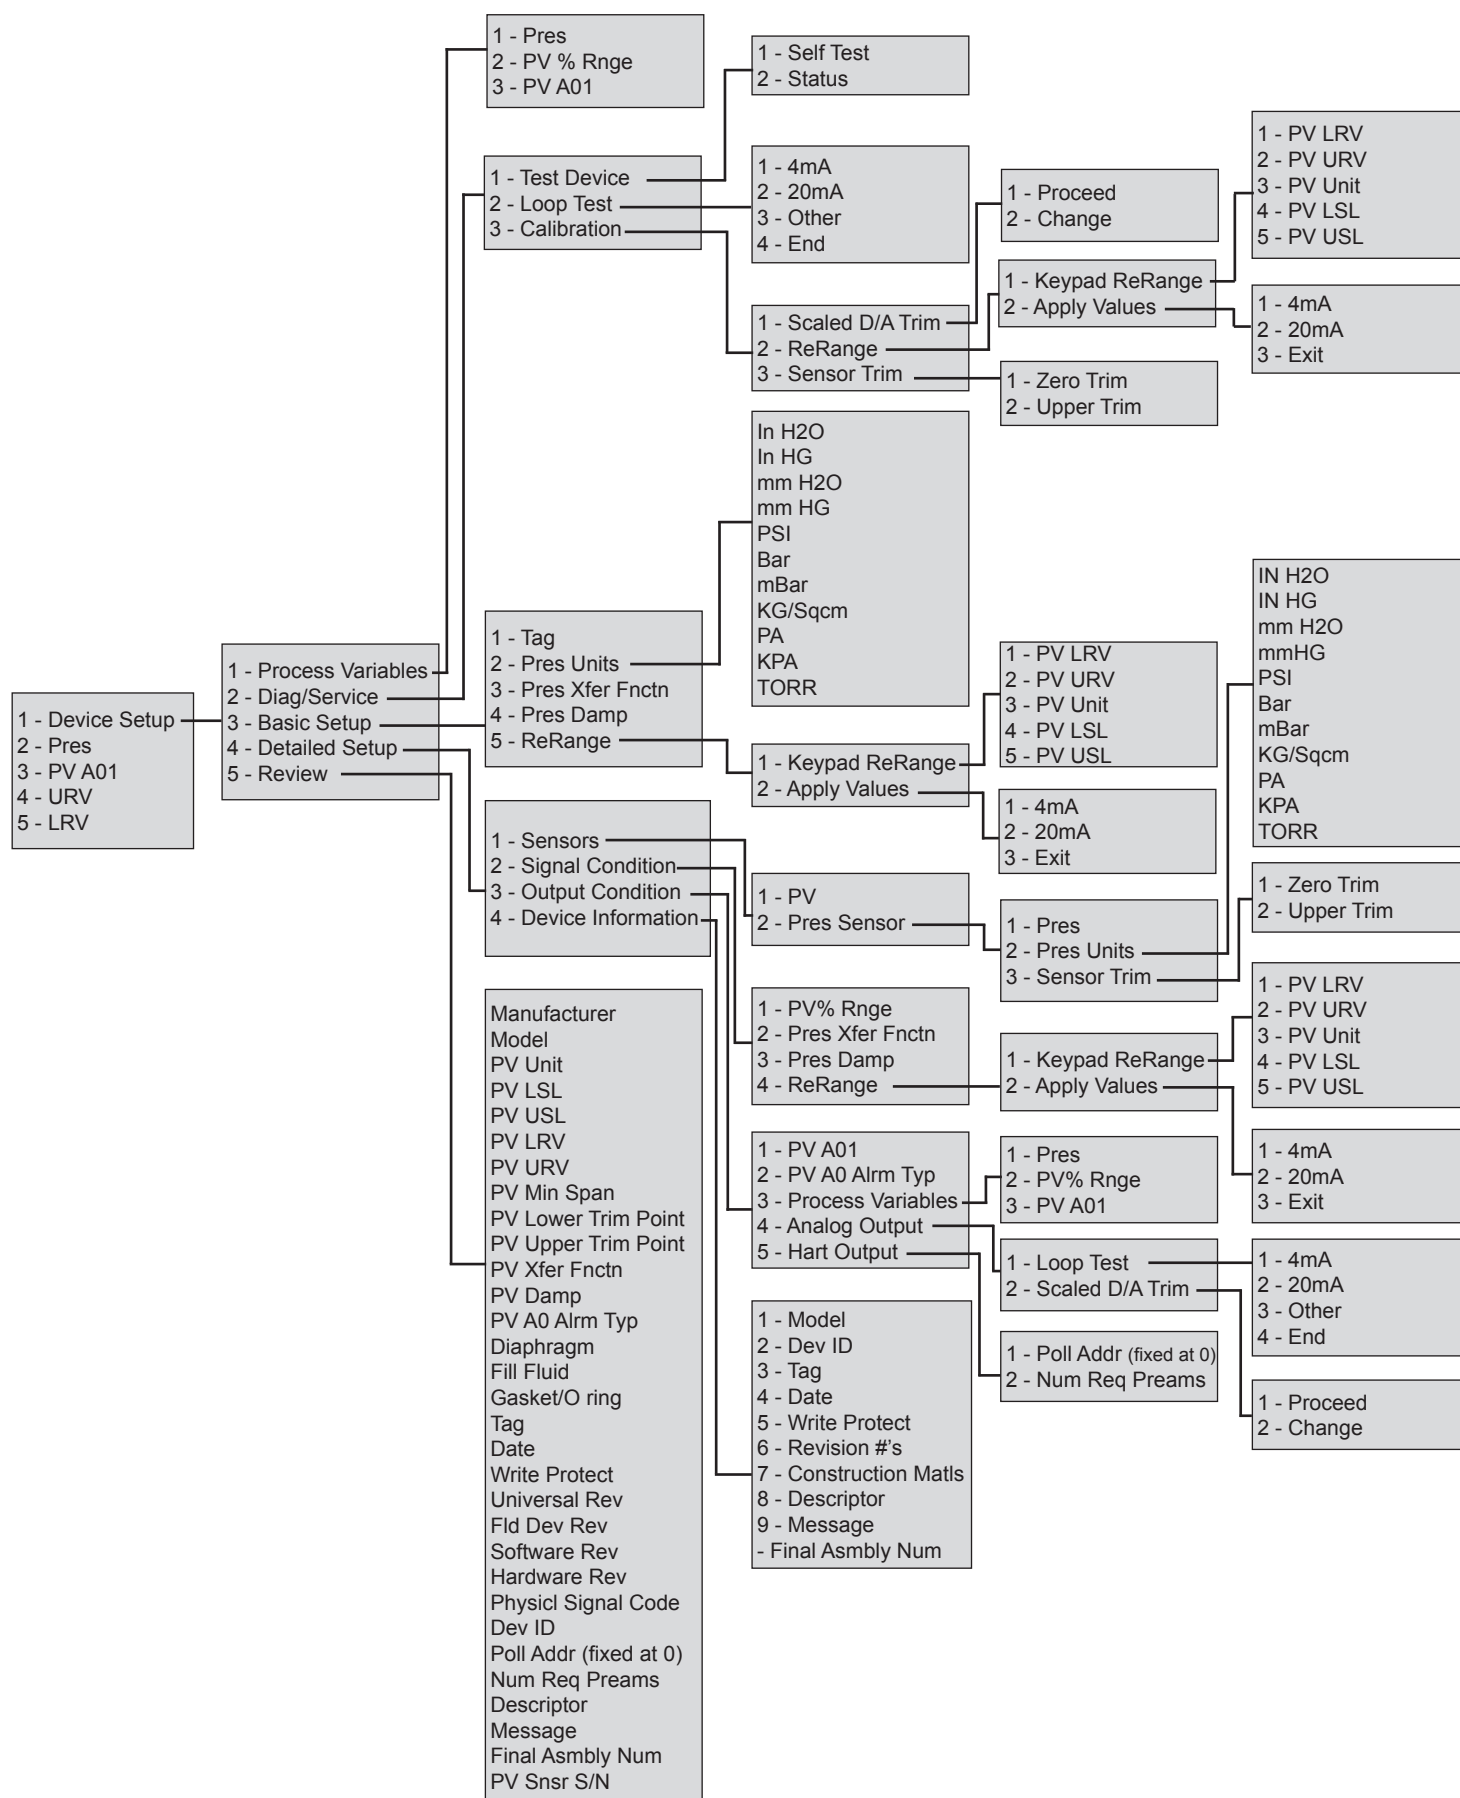 1 - Device Setup
2 - Pres
3 - PV A01
4 - URV
5 - LRV
1 - Process Variables
2 - Diag/Service
3 - Basic Setup
4 - Detailed Setup
5 - Review
1 - Pres
2 - PV % Rnge
3 - PV A01
1 - Test Device
2 - Loop Test
3 - Calibration
1 - Tag
2 - Pres Units
3 - Pres Xfer Fnctn
4 - Pres Damp
5 - ReRange
1 - Sensors
2 - Signal Condition
3 - Output Condition
4 - Device Information
Manufacturer
Model
PV Unit
PV LSL
PV USL
PV LRV
PV URV
PV Min Span
PV Lower Trim Point
PV Upper Trim Point
PV Xfer Fnctn
PV Damp
PV A0 Alrm Typ
Diaphragm
Fill Fluid
Gasket/O ring
Tag
Date
Write Protect
Universal Rev
Fld Dev Rev
Software Rev
Hardware Rev
Physicl Signal Code
Dev ID
Poll Addr (fixed at 0)
Num Req Preams
Descriptor
Message
Final Asmbly Num
PV Snsr S/N
1 - Self Test
2 - Status
1 - 4mA
2 - 20mA
3 - Other
4 - End
1 - Scaled D/A Trim
2 - ReRange
3 - Sensor Trim
In H2O
In HG
mm H2O
mm HG
PSI
Bar
mBar
KG/Sqcm
PA
KPA
TORR
1 - Keypad ReRange
2 - Apply Values
1 - PV
2 - Pres Sensor
1 - PV% Rnge
2 - Pres Xfer Fnctn
3 - Pres Damp
4 - ReRange
1 - PV A01
2 - PV A0 Alrm Typ
3 - Process Variables
4 - Analog Output
5 - Hart Output
1 - Model
2 - Dev ID
3 - Tag
4 - Date
5 - Write Protect
6 - Revision #'s
7 - Construction Matls
8 - Descriptor
9 - Message
- Final Asmbly Num
1 - Proceed
2 - Change
1 - Keypad ReRange
2 - Apply Values
1 - Zero Trim
2 - Upper Trim
1 - PV LRV
2 - PV URV
3 - PV Unit
4 - PV LSL
5 - PV USL
1 - 4mA
2 - 20mA
3 - Exit
1 - Pres
2 - Pres Units
3 - Sensor Trim
1 - Keypad ReRange
2 - Apply Values
1 - Pres
2 - PV% Rnge
3 - PV A01
1 - Loop Test
2 - Scaled D/A Trim
1 - Poll Addr (fixed at 0)
2 - Num Req Preams
1 - PV LRV
2 - PV URV
3 - PV Unit
4 - PV LSL
5 - PV USL
1 - 4mA
2 - 20mA
3 - Exit
IN H2O
IN HG
mm H2O
mmHG
PSI
Bar
mBar
KG/Sqcm
PA
KPA
TORR
1 - Zero Trim
2 - Upper Trim
1 - PV LRV
2 - PV URV
3 - PV Unit
4 - PV LSL
5 - PV USL
1 - 4mA
2 - 20mA
3 - Exit
1 - 4mA
2 - 20mA
3 - Other
4 - End
1 - Proceed
2 - Change